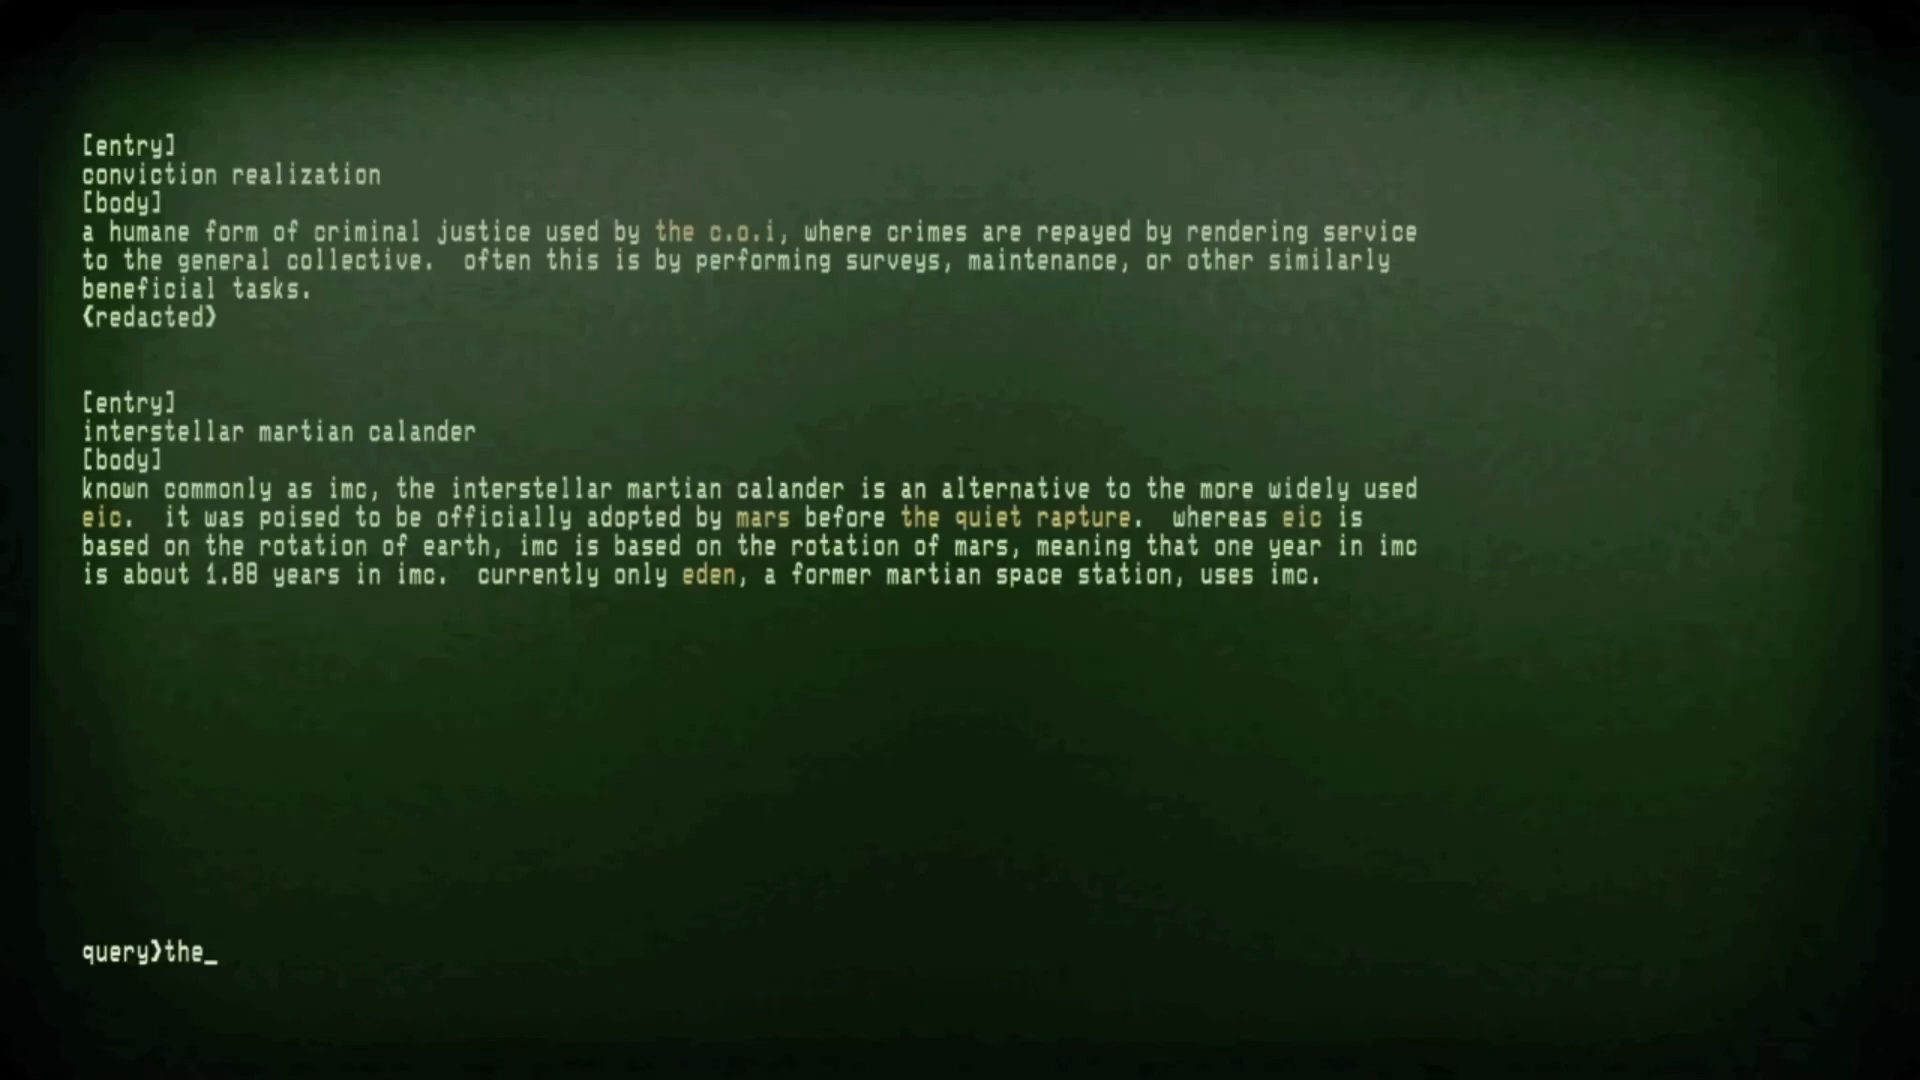 [entry]
conviction realization
[body]
a humane form of criminal justice used by the c.o.i, where crimes are repayed by rendering service
to the general collective.  often this is by performing surveys, maintenance, or other similarly
beneficial tasks.
{redacted}
[entry]
interstellar martian calander
[body]
known commonly as imc, the interstellar martian calander is an alternative to the more widely used
eic.  it was poised to be officially adopted by mars before the quiet rapture.  whereas eic is
based on the rotation of earth, imc is based on the rotation of mars, meaning that one year in imc
is about 1.88 years in imc.  currently only eden, a former martian space station, uses imc.
query}the_